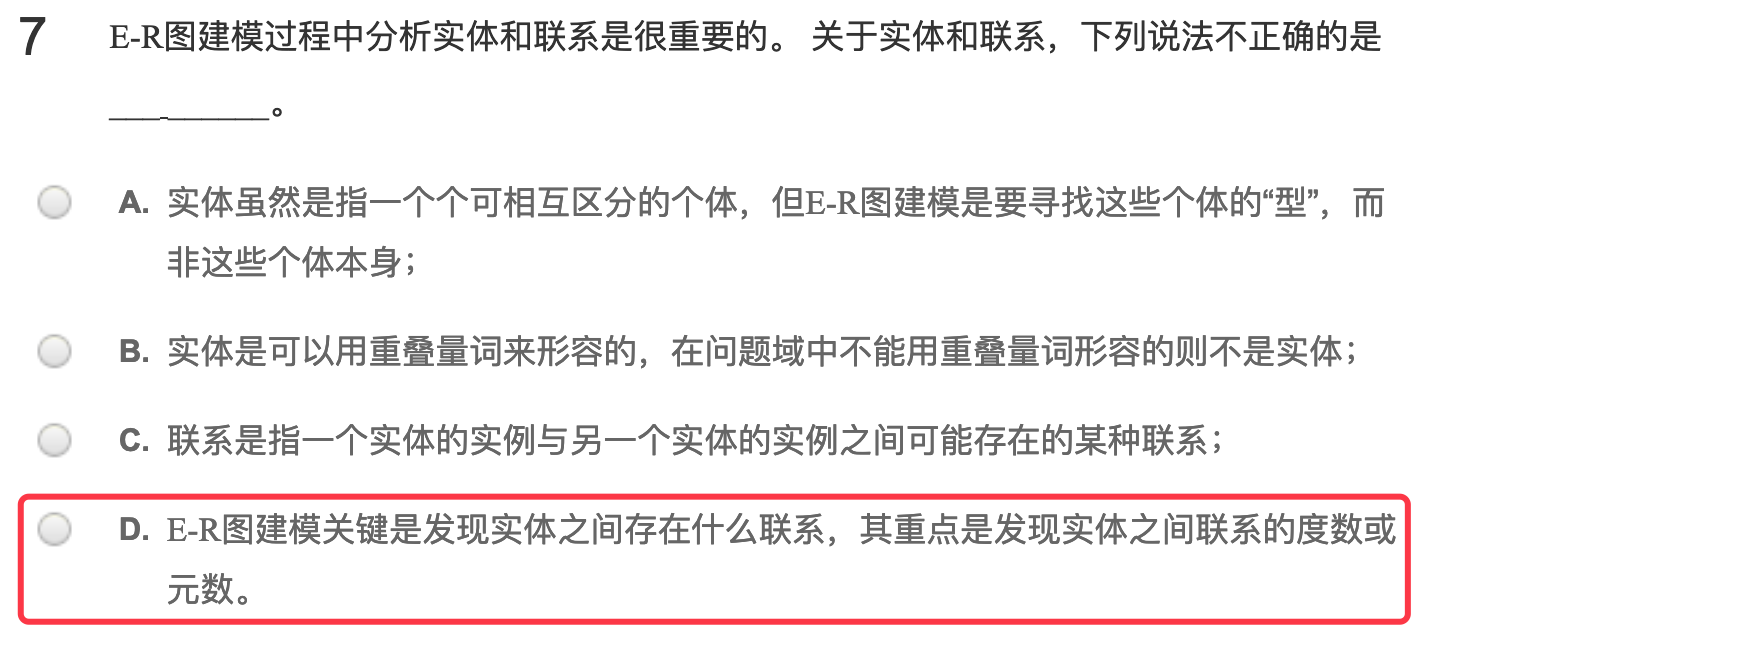 7 E-R图建模过程中分析实体和联系是很重要的。 关于实体和联系，下列说法不正确的是
_________。
A. 实体虽然是指一个个可相互区分的个体，但E-R图建模是要寻找这些个体的“型”，而
非这些个体本身；
B. 实体是可以用重叠量词来形容的，在问题域中不能用重叠量词形容的则不是实体；
C. 联系是指一个实体的实例与另一个实体的实例之间可能存在的某种联系；
D. E-R图建模关键是发现实体之间存在什么联系，其重点是发现实体之间联系的度数或
元数。